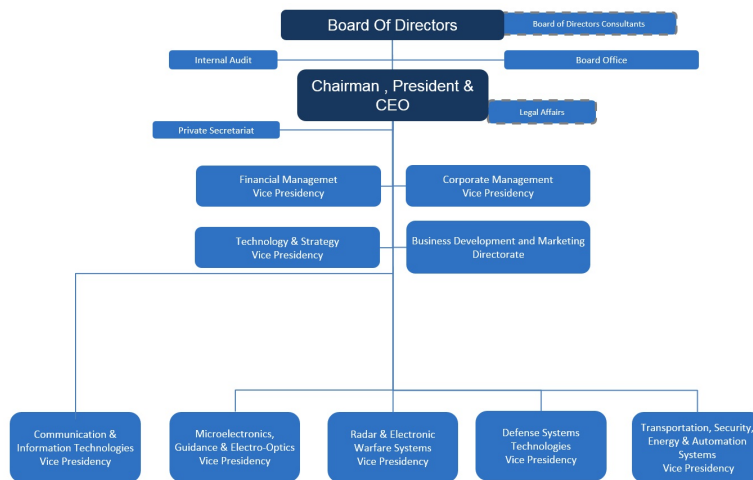 Board Of Directors
Board of Directors Consultants
Internal Audit
Board Office
Chairman , President &
CEO
Legal Affairs
Private Secretariat
Financial Managemet
Vice Presidency
Corporate Management
Vice Presidency
Technology & Strategy
Vice Presidency
Business Development and Marketing
Directorate
Communication &
Information Technologies
Vice Presidency
Microelectronics,
Guidance & Electro-Optics
Vice Presidency
Radar & Electronic
Warfare Systems
Vice Presidency
Defense Systems
Technologies
Vice Presidency
Transportation, Security,
Energy & Automation
Systems
Vice Presidency